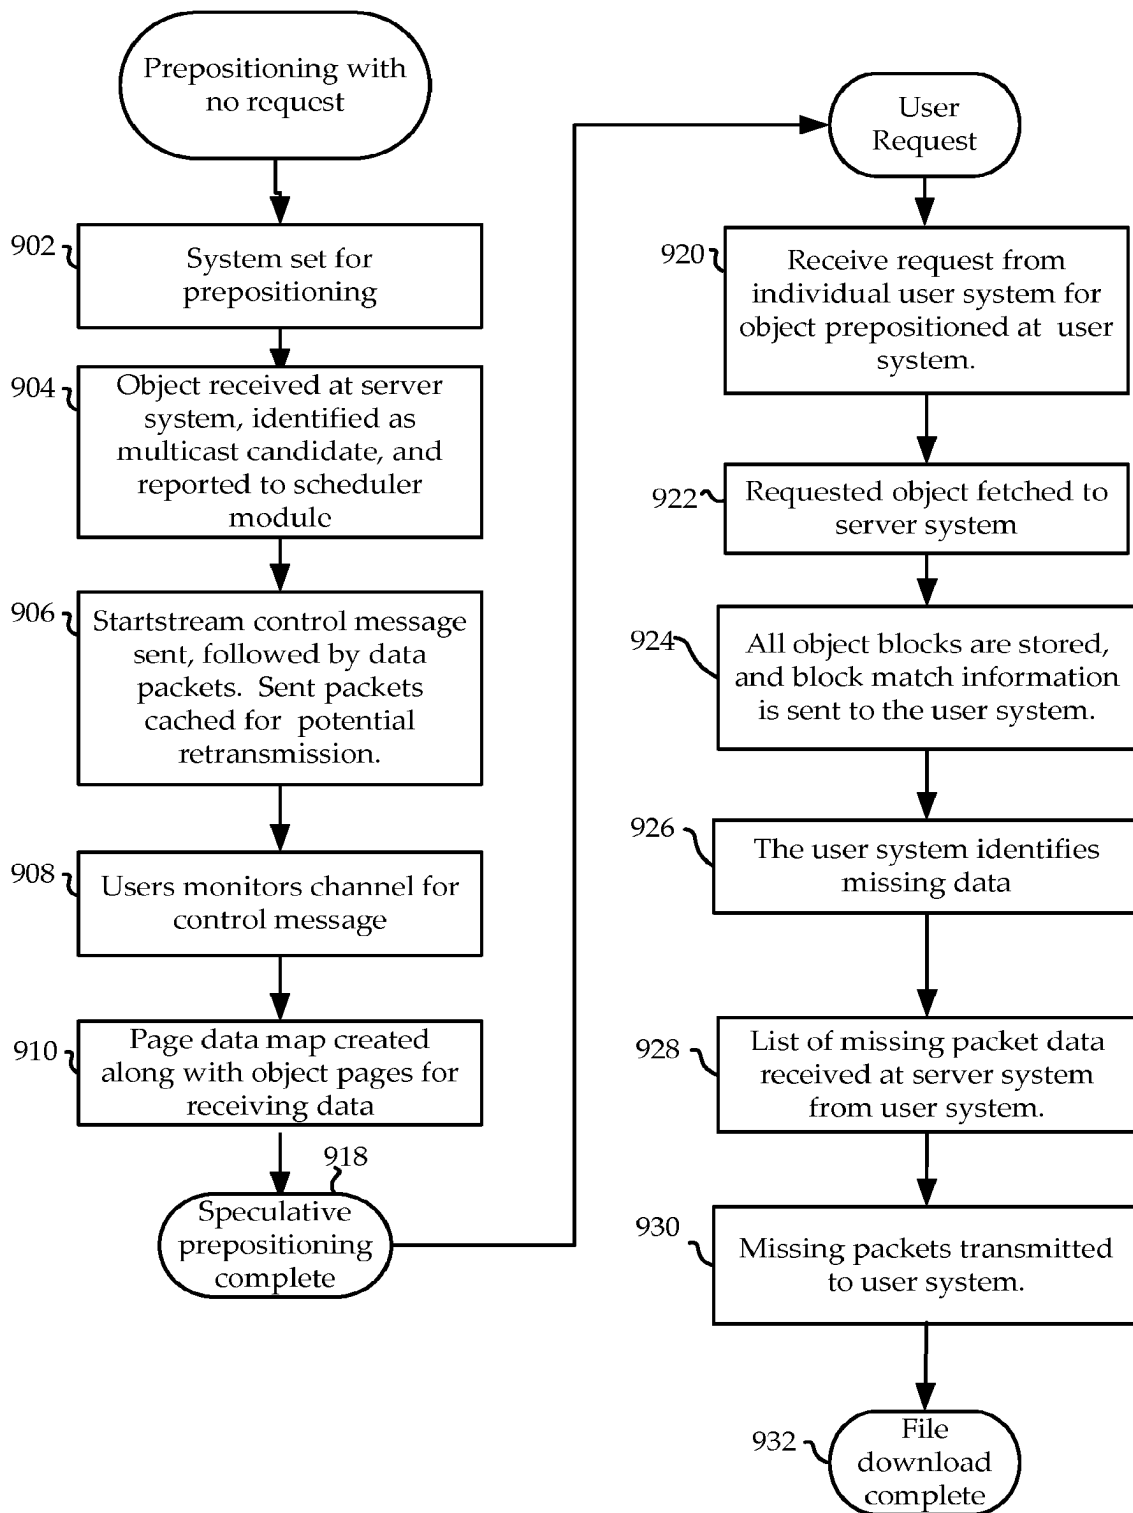 Prepositioning with
no request
902
System set for
prepositioning
904
Object received at server
system, identified as
multicast candidate, and
reported to scheduler
module
906
Startstream control message
sent, followed by data
packets.  Sent packets
cached for  potential
retransmission.
908
Users monitors channel for
control message
910
Page data map created
along with object pages for
receiving data
918
Speculative
prepositioning
complete
User
Request
920
Receive request from
individual user system for
object prepositioned at  user
system.
922
Requested object fetched to
server system
924
All object blocks are stored,
and block match information
is sent to the user system.
926
The user system identifies
missing data
928
List of missing packet data
received at server system
from user system.
930
Missing packets transmitted
to user system.
932
File
download
complete